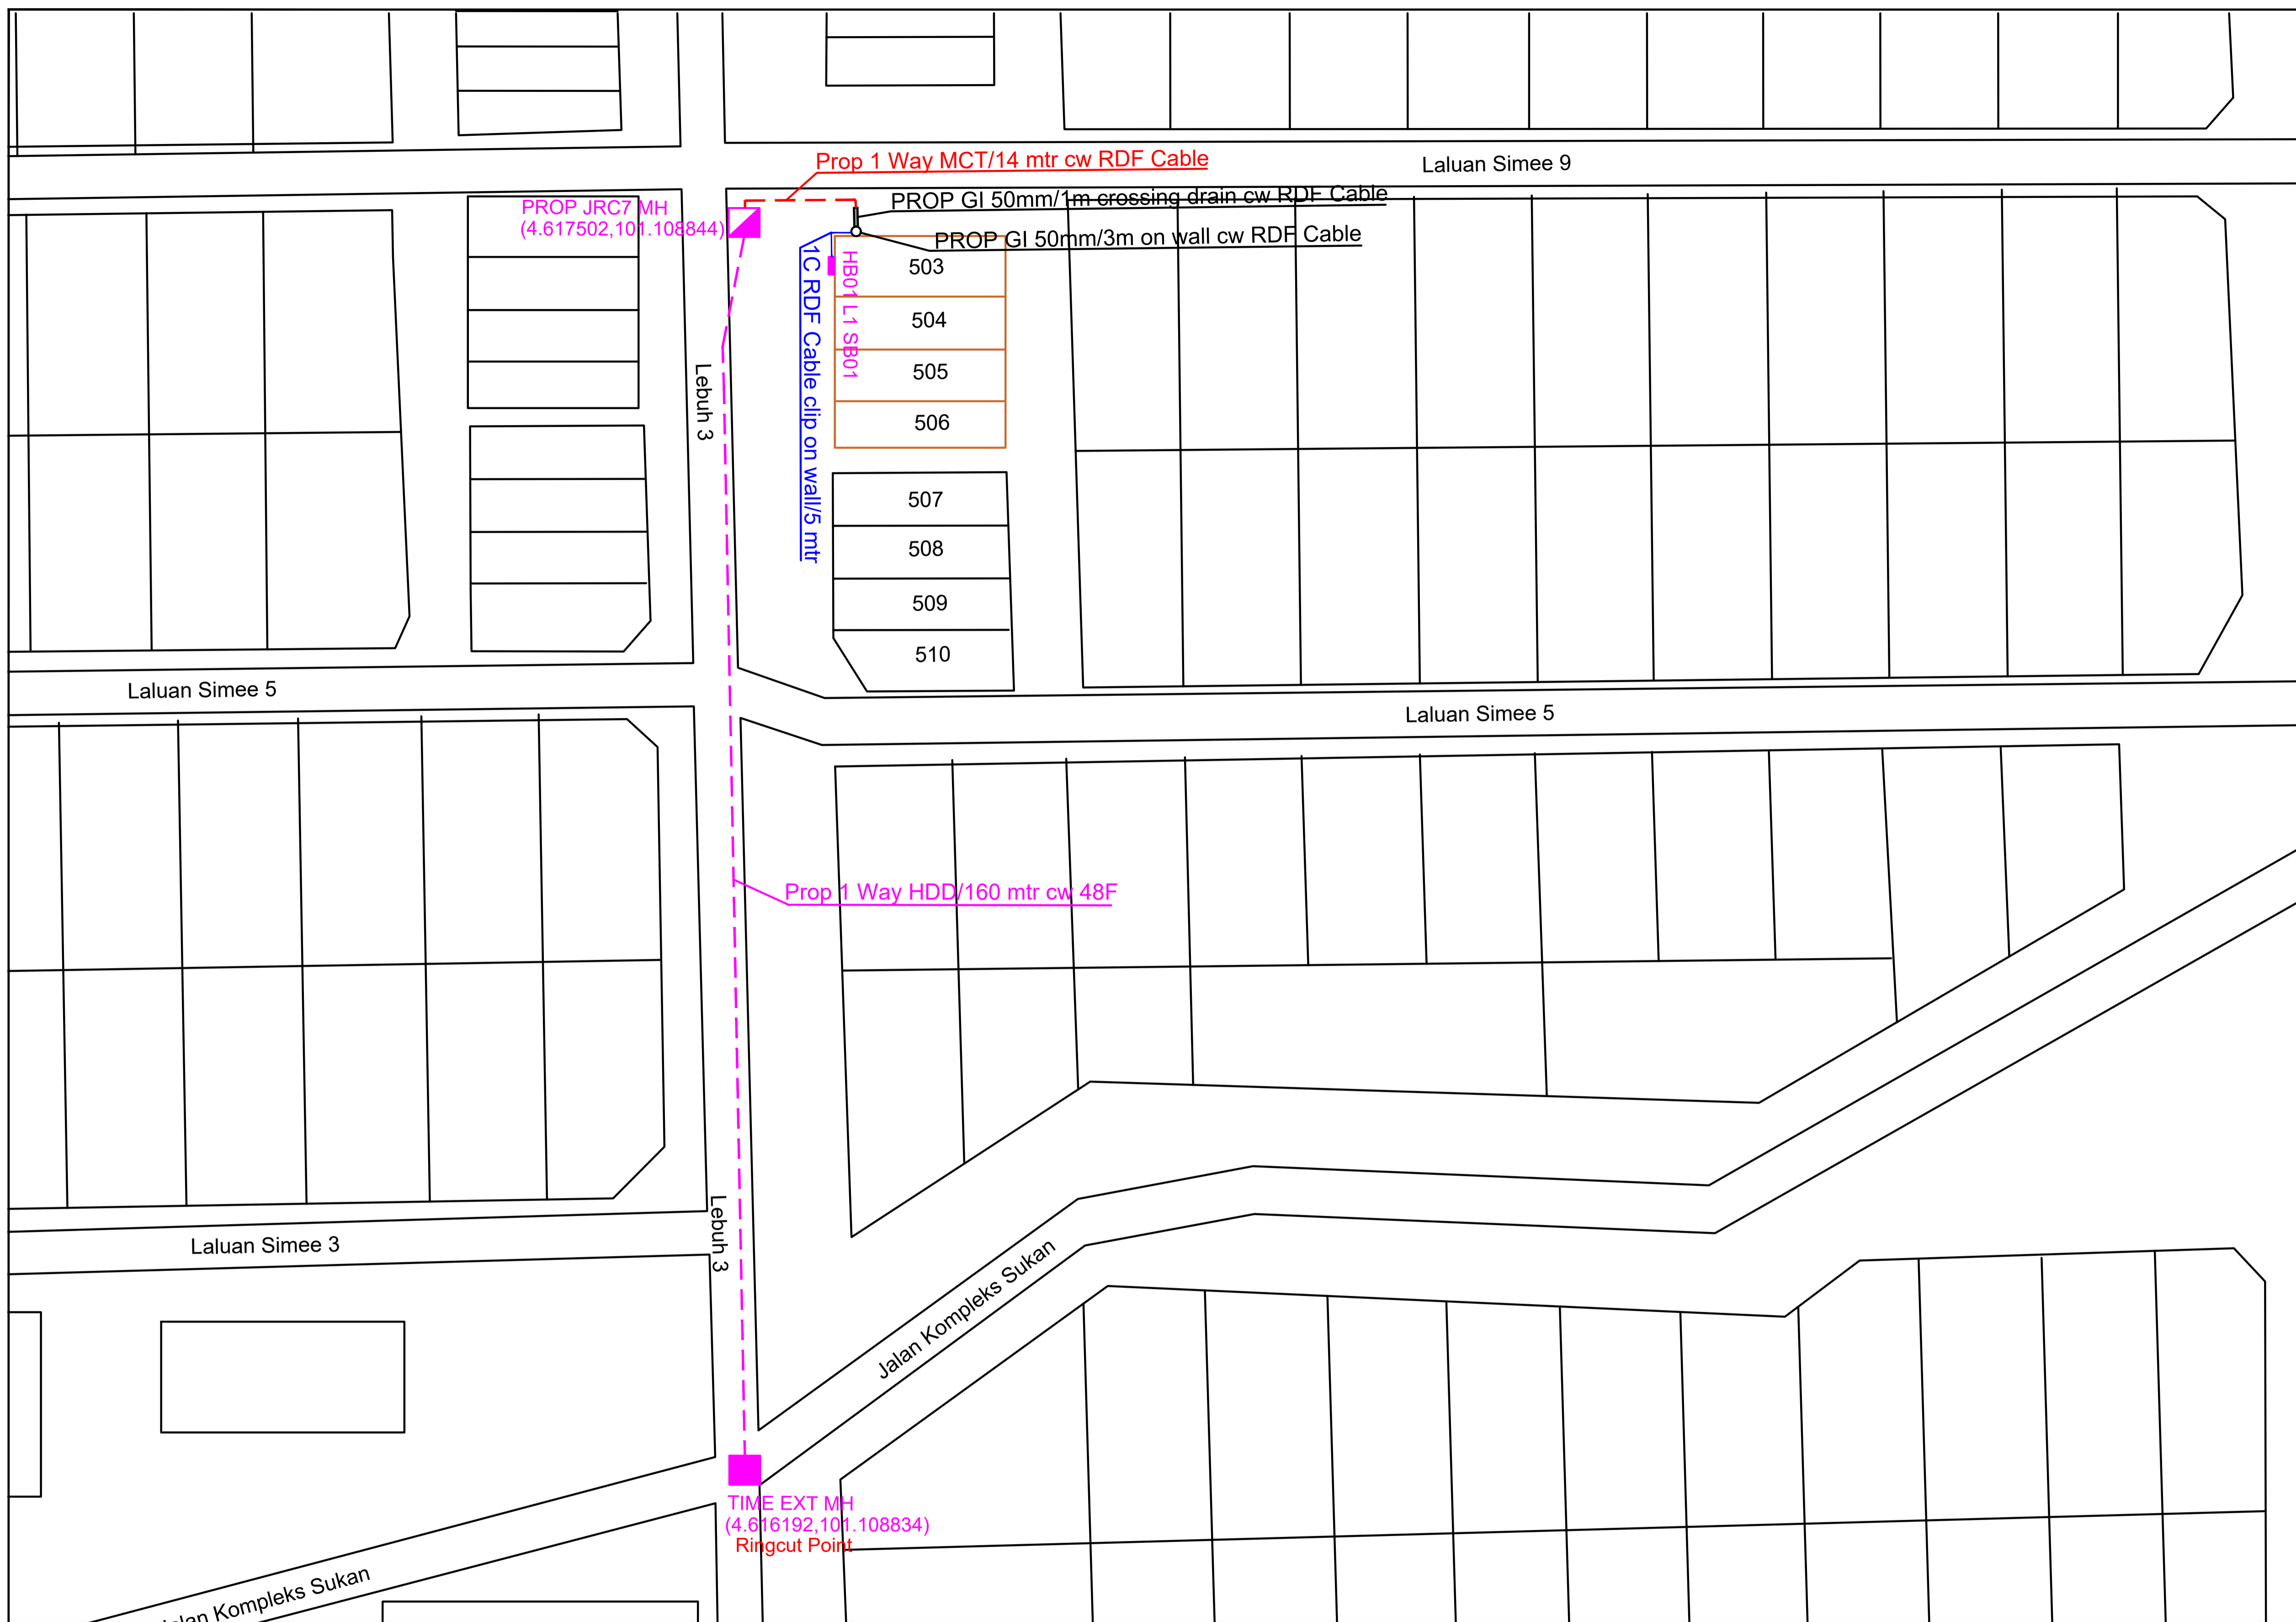 Prop 1 Way MCT/14 mtr cw RDF Cable
Laluan Simee 9
PROP GI 50mm/1m crossing drain cw RDF Cable
PROP JRC7 MH
(4.617502,101.108844)
PROP GI 50mm/3m on wall cw RDF Cable
1C RDF Cable clip on wall/5 mtr
HB01 L1 SB01
503
504
505
506
Lebuh 3
507
508
509
510
Laluan Simee 5
Laluan Simee 5
Prop 1 Way HDD/160 mtr cw 48F
Lebuh 3
Laluan Simee 3
Jalan Kompleks Sukan
TIME EXT MH
(4.616192,101.108834)
Ringcut Point
Jalan Kompleks Sukan